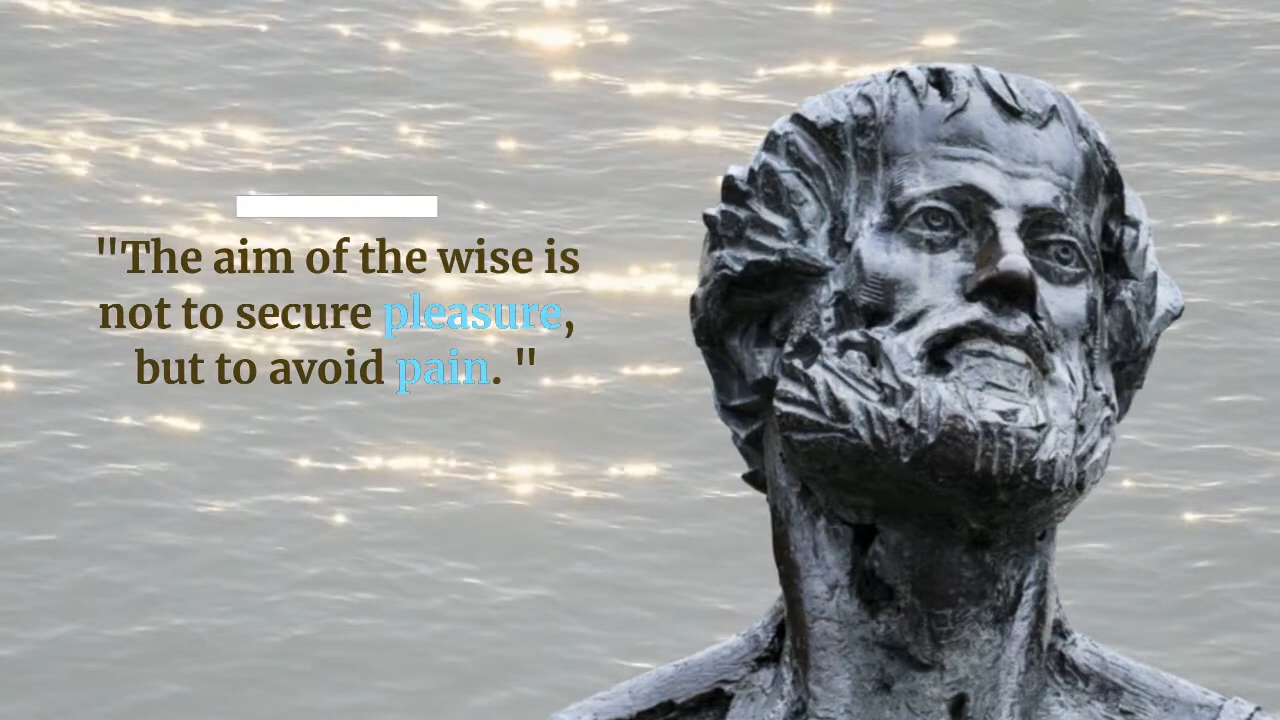 "The aim of the wise is
not to secure pleasure,
but to avoid pain. "